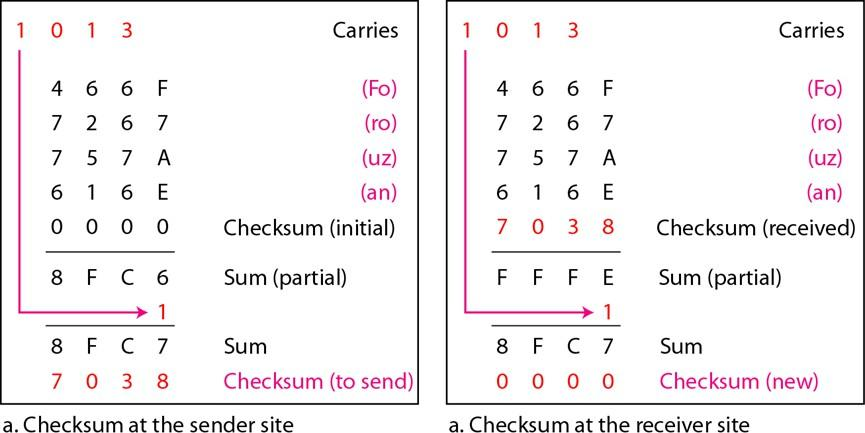 1 0 1 3 Carries
4 6 6 F (Fo)
7 2 6 7 (ro)
7 5 7 A (uz)
6 1 6 E (an)
0 0 0 0 Checksum (initial)
8 F C 6 Sum (partial)
1
8 F C 7 Sum
7 0 3 8 Checksum (to send)
a. Checksum at the sender site
1 0 1 3 Carries
4 6 6 F (Fo)
7 2 6 7 (ro)
7 5 7 A (uz)
6 1 6 E (an)
7 0 3 8 Checksum (received)
F F F E Sum (partial)
1
8 F C 7 Sum
0 0 0 0 Checksum (new)
a. Checksum at the receiver site